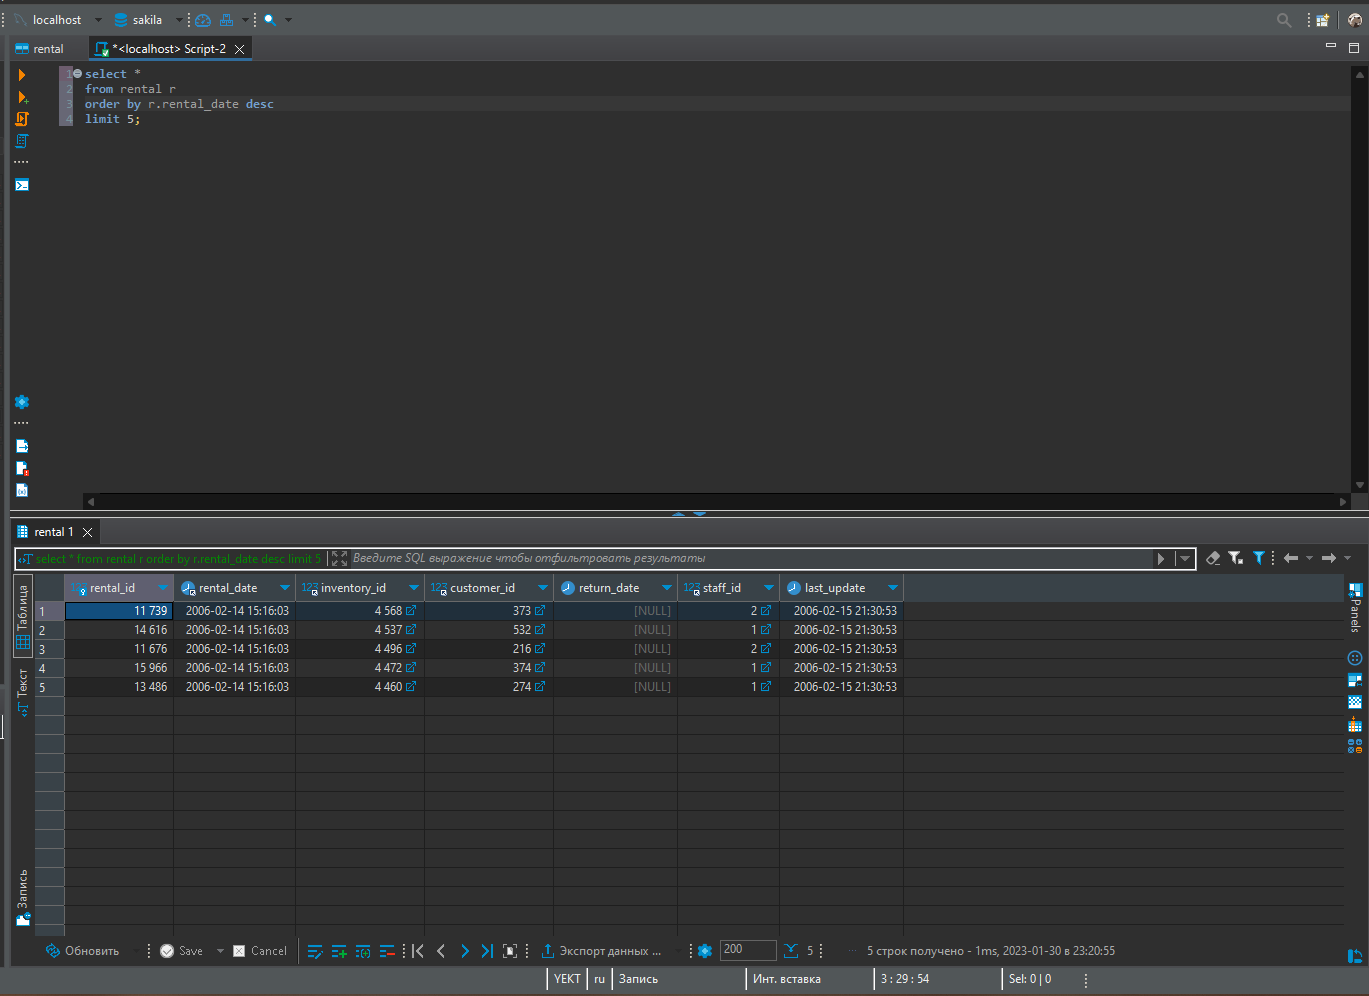 localhost sakila
rental *<localhost> Script-2
1 select *
2 from rental r
3 order by r.rental_date desc
4 limit 5;
rental 1
select * from rental r order by r.rental_date desc limit 5 Введите SQL выражение чтобы отфильтровать результаты
Таблица
Текст
Запись
Panels
123 rental_id rental_date 123 inventory_id 123 customer_id return_date 123 staff_id last_update
1 11 739 2006-02-14 15:16:03 4 568 373 [NULL] 2 2006-02-15 21:30:53
2 14 616 2006-02-14 15:16:03 4 537 532 [NULL] 1 2006-02-15 21:30:53
3 11 676 2006-02-14 15:16:03 4 496 216 [NULL] 2 2006-02-15 21:30:53
4 15 966 2006-02-14 15:16:03 4 472 374 [NULL] 1 2006-02-15 21:30:53
5 13 486 2006-02-14 15:16:03 4 460 274 [NULL] 1 2006-02-15 21:30:53
Обновить Save Cancel Экспорт данных ... 200 5 5 строк получено - 1ms, 2023-01-30 в 23:20:55
YEKT ru Запись Инт. вставка 3 : 29 : 54 Sel: 0 | 0